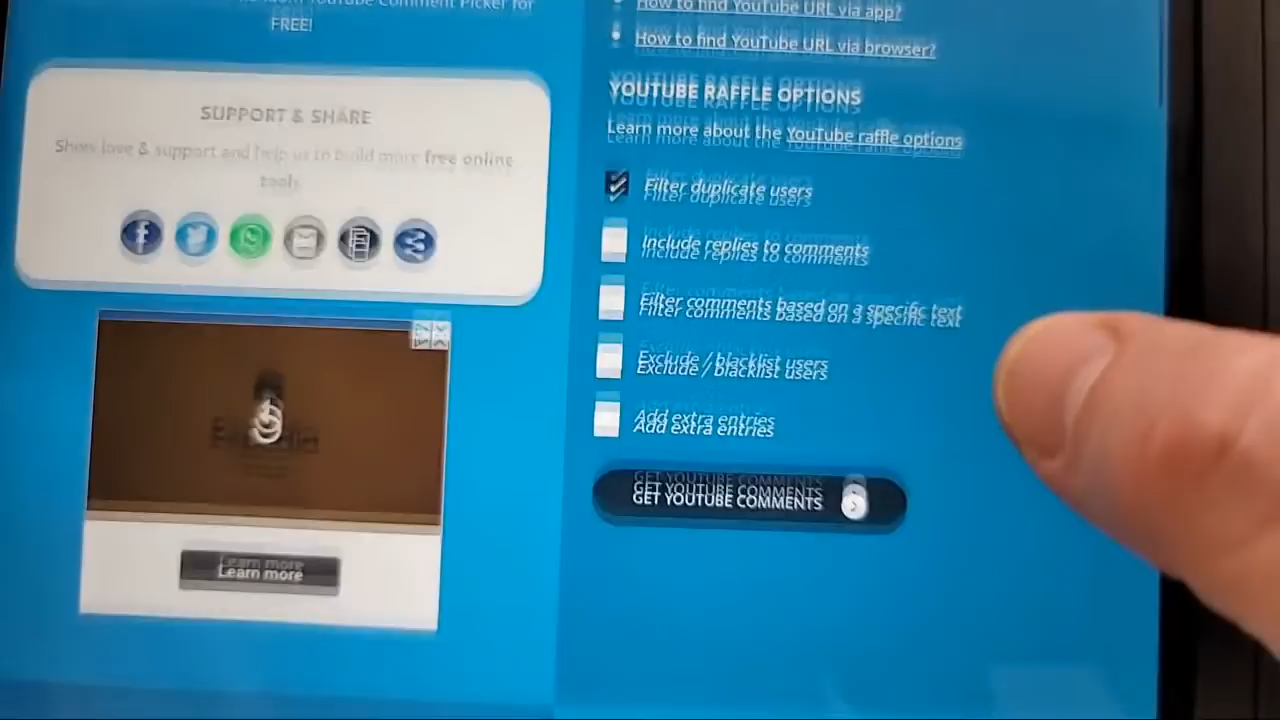 YouTube Comment Picker for
FREE!
SUPPORT & SHARE
Show love & support and help us to build more free online
tools
Learn more
How to find YouTube URL via app?
How to find YouTube URL via browser?
YOUTUBE RAFFLE OPTIONS
Learn more about the YouTube raffle options
Filter duplicate users
Include replies to comments
Filter comments based on a specific text
Exclude / blacklist users
Add extra entries
GET YOUTUBE COMMENTS